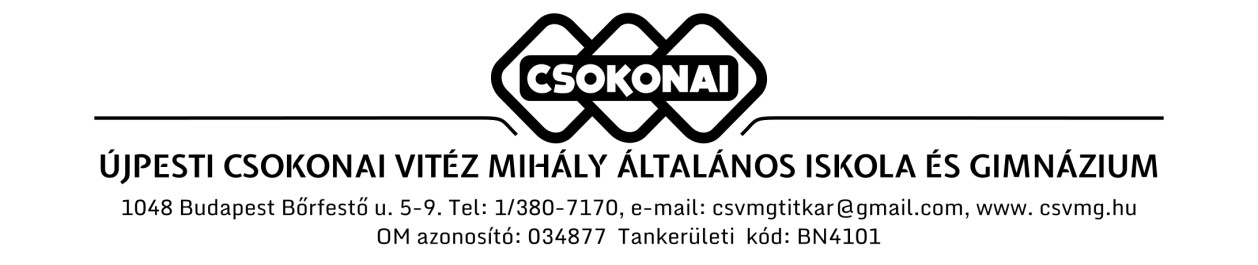 CSOKONAI
ÚJPESTI CSOKONAI VITÉZ MIHÁLY ÁLTALÁNOS ISKOLA ÉS GIMNÁZIUM
1048 Budapest Bőrfestő u. 5-9. Tel: 1/380-7170, e-mail: csvmgtitkar@gmail.com, www. csvmg.hu
OM azonosító: 034877 Tankerületi kód: BN4101